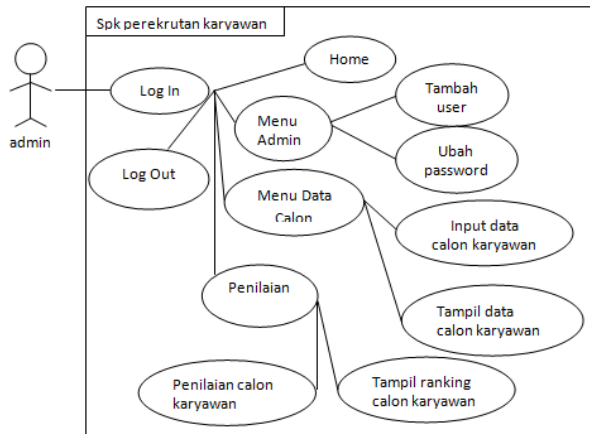 Spk perekrutan karyawan
Home
Log In
Tambah
user
Menu
Admin
admin
Ubah
password
Log Out
Menu Data
Calon
Input data
calon karyawan
Penilaian
Tampil data
calon karyawan
Penilaian calon
karyawan
Tampil ranking
calon karyawan